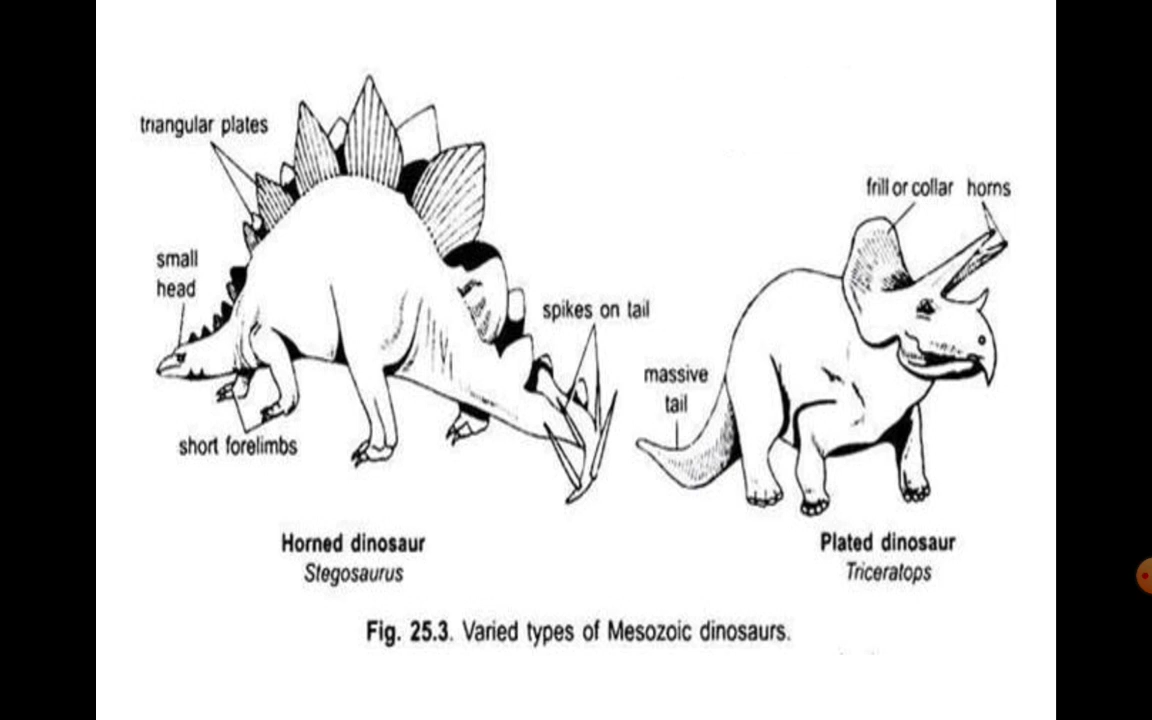 triangular plates
frill or collar horns
small
head
spikes on tail
massive
tail
short forelimbs
Horned dinosaur
Stegosaurus
Plated dinosaur
Triceratops
Fig. 25.3. Varied types of Mesozoic dinosaurs.